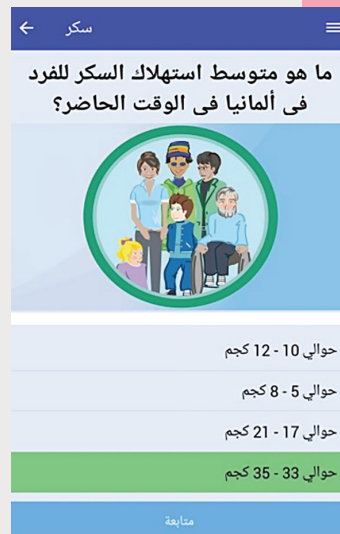 سكر
ما هو متوسط استهلاك السكر للفرد
فى ألمانيا فى الوقت الحاضر؟
حوالي 10 - 12 كجم
حوالي 5 - 8 كجم
حوالي 17 - 21 كجم
حوالي 33 - 35 كجم
متابعة